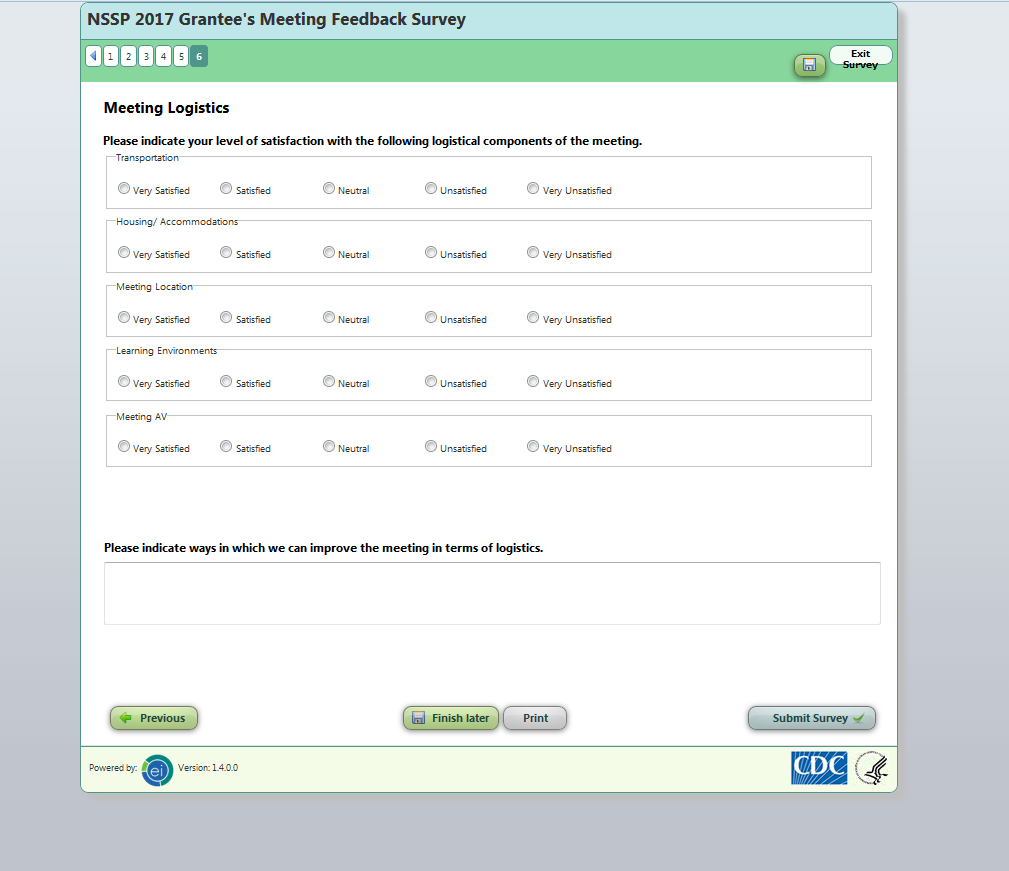 NSSP 2017 Grantee's Meeting Feedback Survey
1 2 3 4 5 6
Exit
Survey
Meeting Logistics
Please indicate your level of satisfaction with the following logistical components of the meeting.
Transportation
Very Satisfied Satisfied Neutral Unsatisfied Very Unsatisfied
Housing/ Accommodations
Very Satisfied Satisfied Neutral Unsatisfied Very Unsatisfied
Meeting Location
Very Satisfied Satisfied Neutral Unsatisfied Very Unsatisfied
Learning Environments
Very Satisfied Satisfied Neutral Unsatisfied Very Unsatisfied
Meeting AV
Very Satisfied Satisfied Neutral Unsatisfied Very Unsatisfied
Please indicate ways in which we can improve the meeting in terms of logistics.
Previous Finish later Print Submit Survey
Powered by: ei Version: 1.4.0.0 CDC